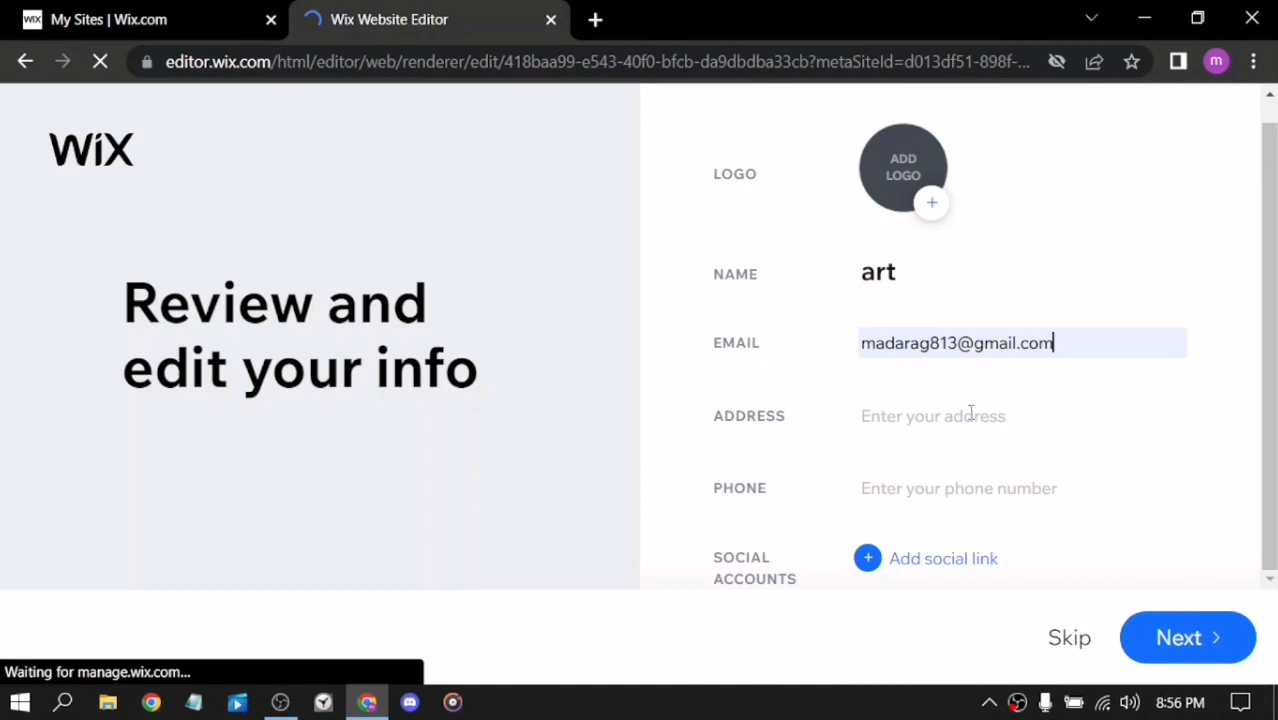 WiX My Sites | Wix.com
Wix Website Editor
editor.wix.com/html/editor/web/renderer/edit/418baa99-e543-40f0-bfcb-da9dbdba33cb?metaSiteId=d013df51-898f-...
m
WiX
Review and
edit your info
LOGO
ADD
LOGO
NAME
art
EMAIL
madarag813@gmail.com
ADDRESS
Enter your address
PHONE
Enter your phone number
SOCIAL
ACCOUNTS
Add social link
Skip
Next
Waiting for manage.wix.com...
8:56 PM